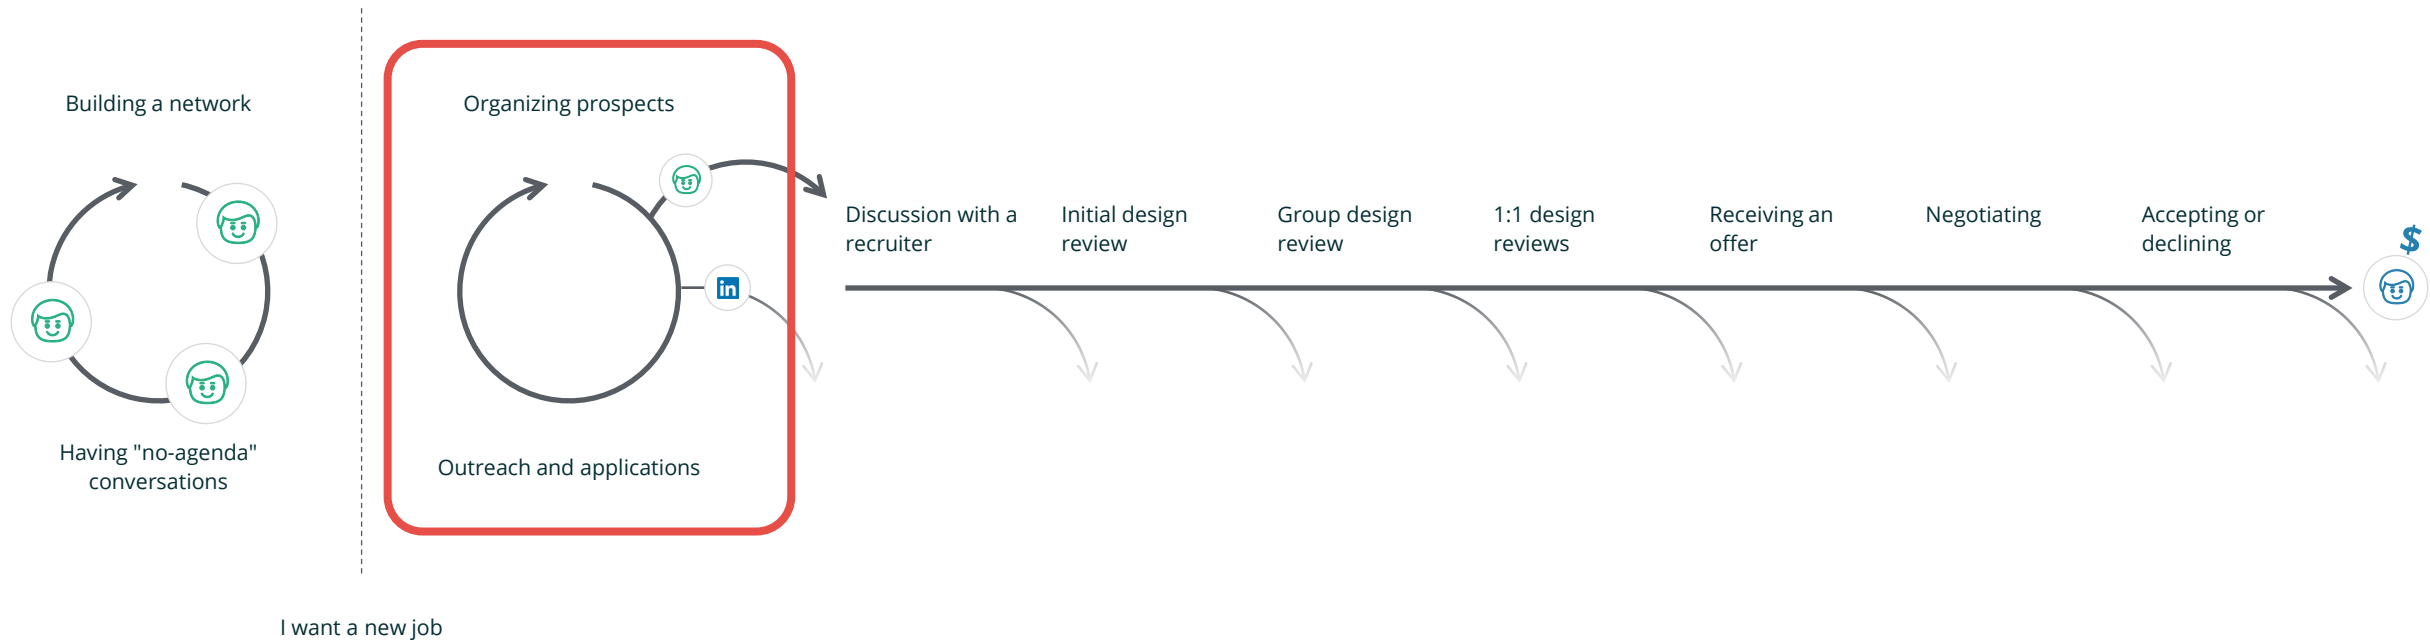 Building a network
Having "no-agenda"
conversations
I want a new job
Organizing prospects
in
Outreach and applications
Discussion with a
recruiter
Initial design
review
Group design
review
1:1 design
reviews
Receiving an
offer
Negotiating
Accepting or
declining
$